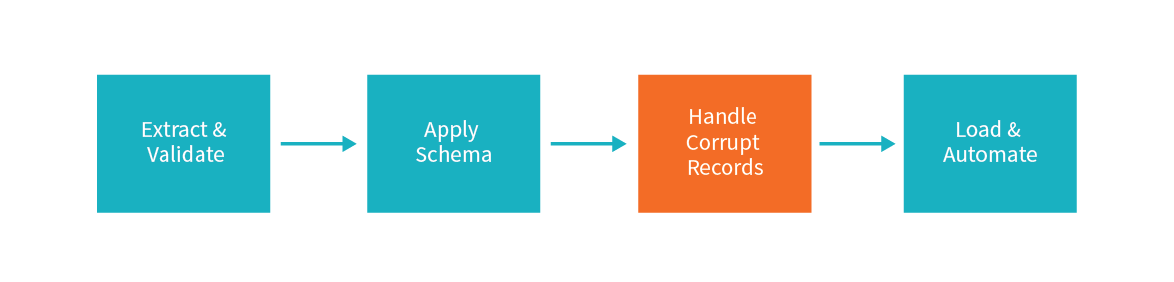 Extract &
Validate
Apply
Schema
Handle
Corrupt
Records
Load &
Automate